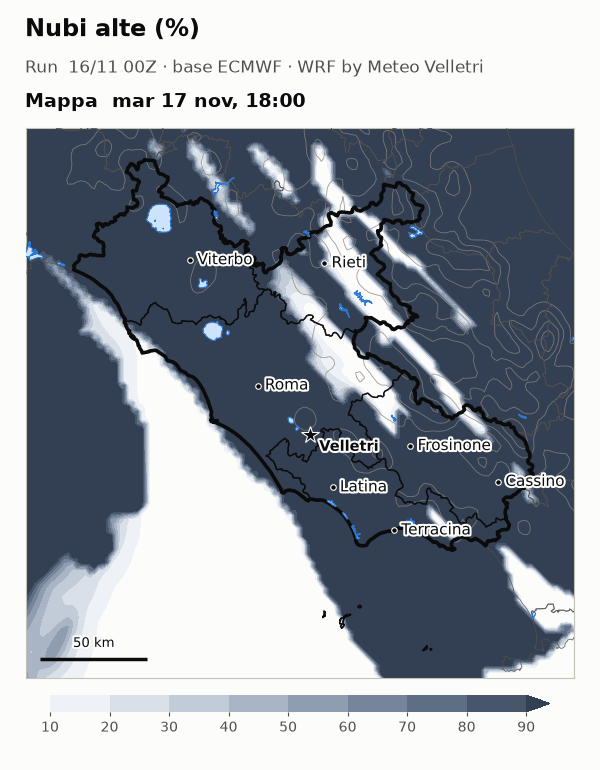 Nubi alte (%)
Run 16/11 00Z · base ECMWF · WRF by Meteo Velletri
Mappa mar 17 nov, 18:00
Viterbo
Rieti
Roma
Velletri
Frosinone
Latina
Cassino
Terracina
50 km
10 20 30 40 50 60 70 80 90